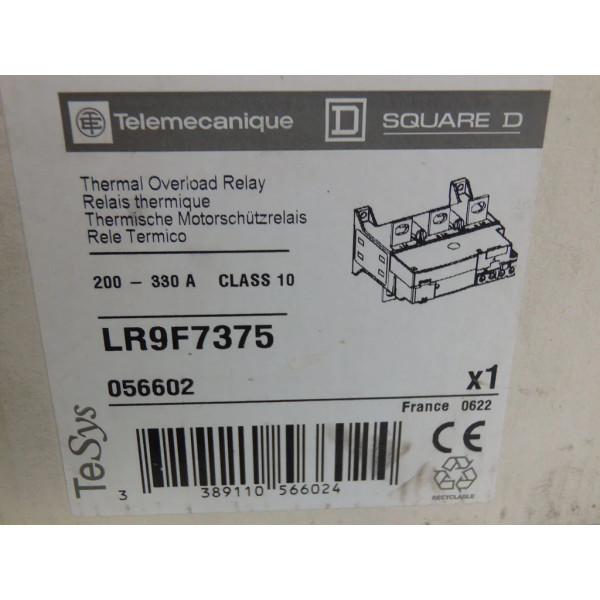 Telemecanique D SQUARE D
Thermal Overload Relay
Relais thermique
Thermische Motorschützrelais
Rele Termico
200 – 330 A CLASS 10
LR9F7375
056602
x1
France 0622
TeSys
CE
3 389110 566024
RECYCLABLE